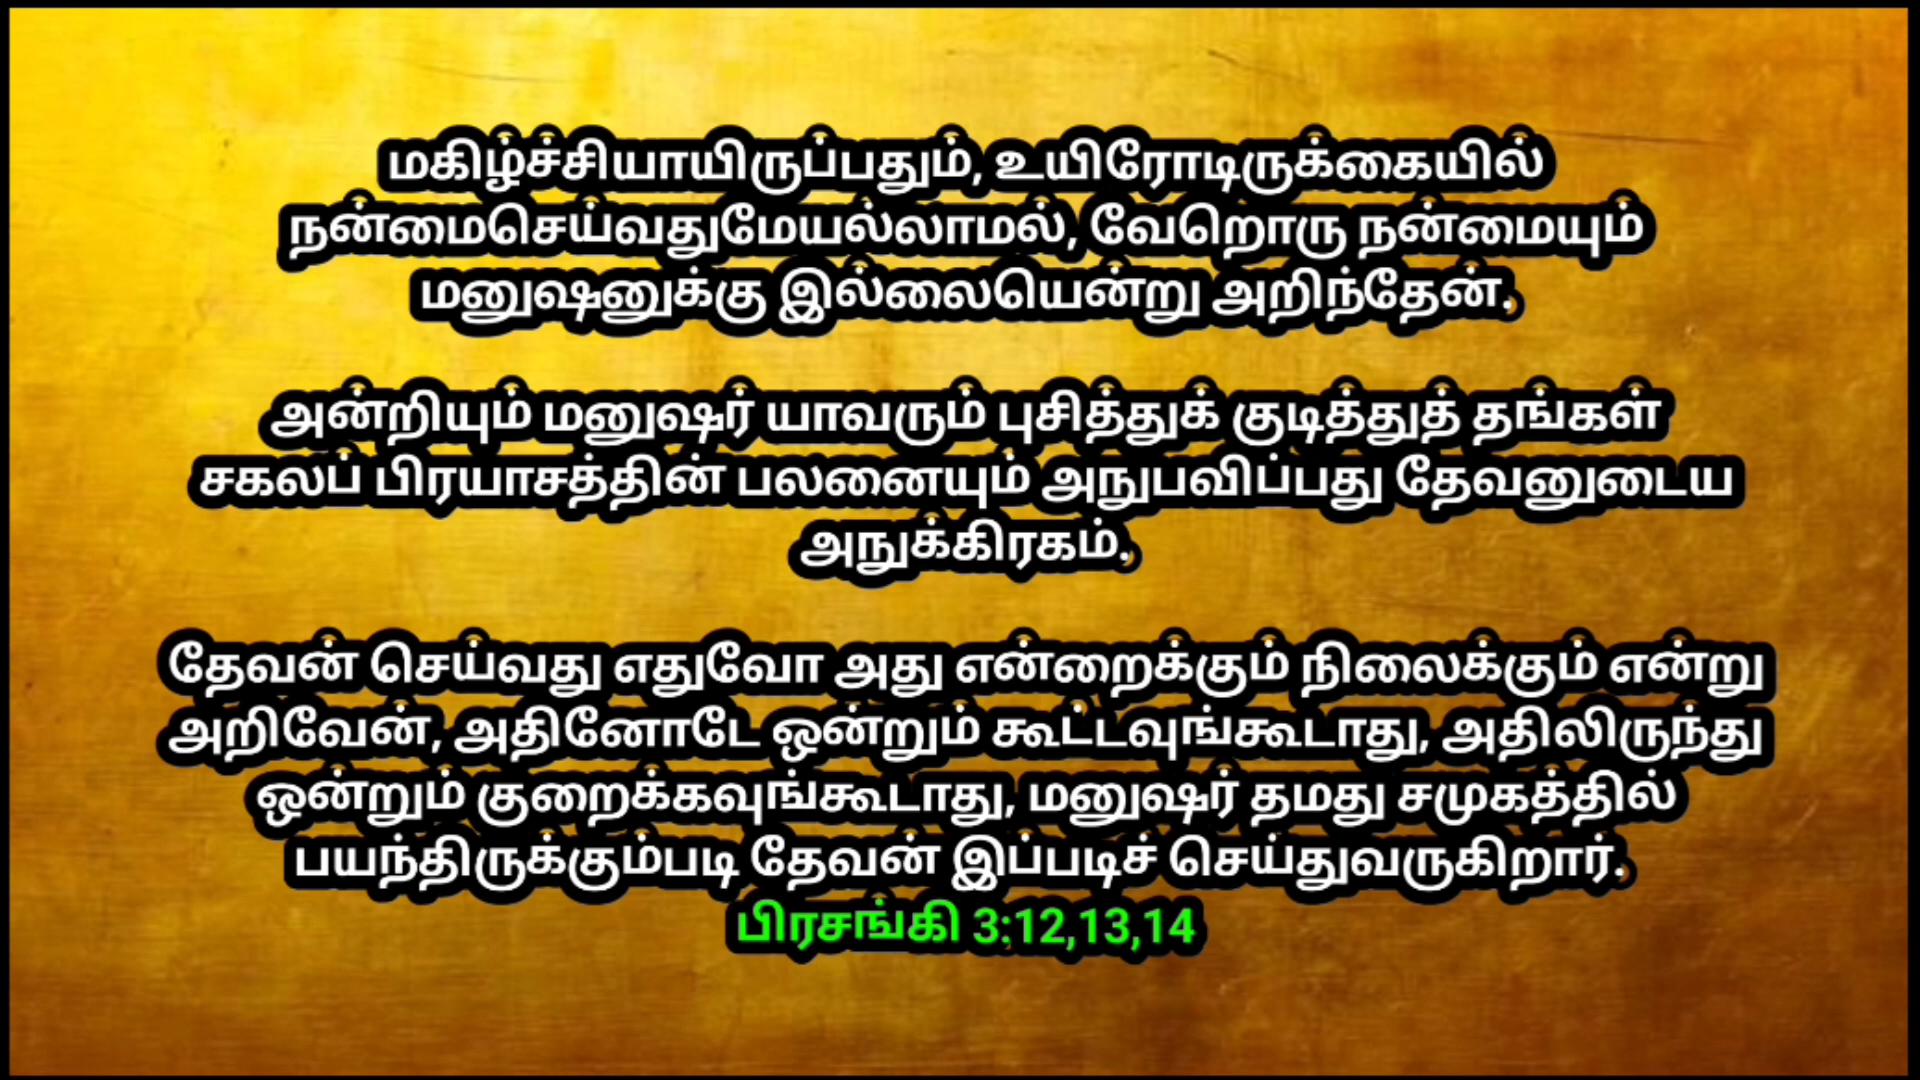 மகிழ்ச்சியாயிருப்பதும், உயிரோடிருக்கையில்
நன்மைசெய்வதுமேயல்லாமல், வேறொரு நன்மையும்
மனுஷனுக்கு இல்லையென்று அறிந்தேன்.
அன்றியும் மனுஷர் யாவரும் புசித்துக் குடித்துத் தங்கள்
சகலப் பிரயாசத்தின் பலனையும் அநுபவிப்பது தேவனுடைய
அநுக்கிரகம்.
தேவன் செய்வது எதுவோ அது என்றைக்கும் நிலைக்கும் என்று
அறிவேன், அதினோடே ஒன்றும் கூட்டவுங்கூடாது, அதிலிருந்து
ஒன்றும் குறைக்கவுங்கூடாது, மனுஷர் தமது சமுகத்தில்
பயந்திருக்கும்படி தேவன் இப்படிச் செய்துவருகிறார்.
பிரசங்கி 3:12,13,14